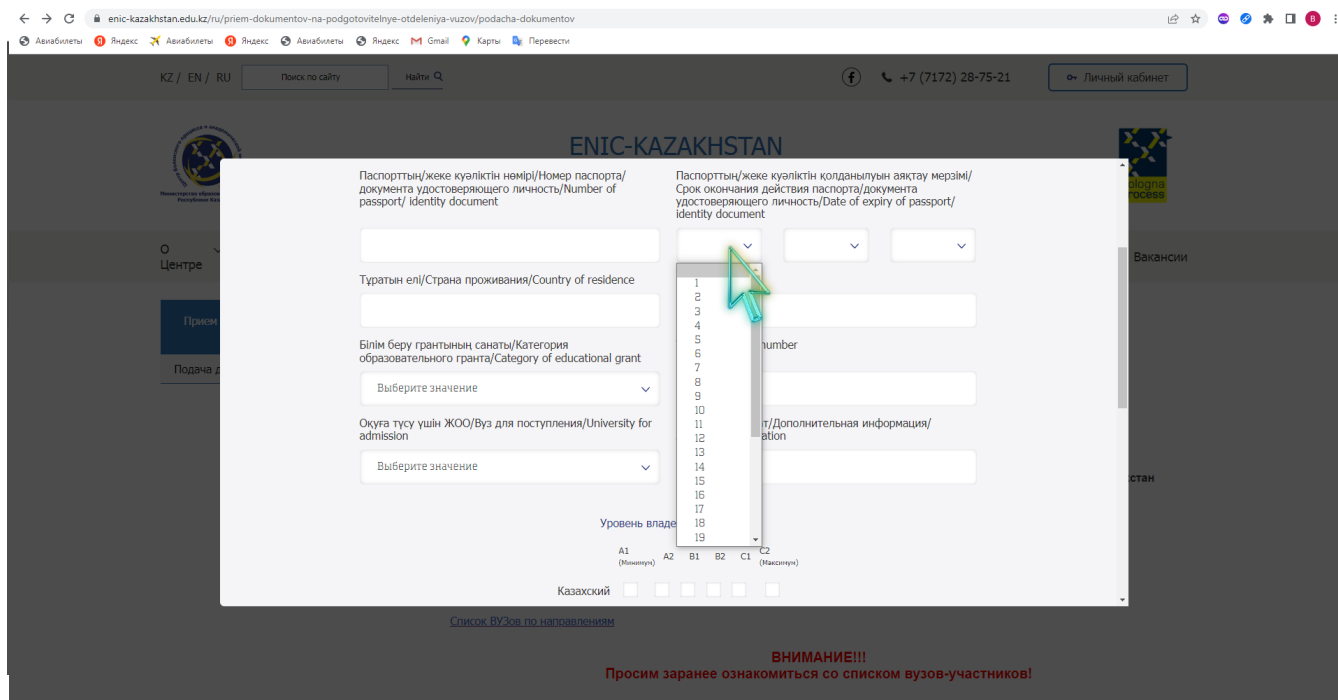 enic-kazakhstan.edu.kz/ru/priem-dokumentov-na-podgotovitelnye-otdeleniya-vuzov/podacha-dokumentov
B
Авиабилеты Яндекс Авиабилеты Яндекс Авиабилеты Яндекс Gmail Карты Перевести
KZ / EN / RU Поиск по сайту Найти +7 (7172) 28-75-21 Личный кабинет
ENIC-KAZAKHSTAN
Bologna
process
О
Центре
Вакансии
Прием
Подача д
Паспорттың/жеке куәліктін нөмірі/Номер паспорта/
документа удостоверяющего личность/Number of
passport/ identity document
Паспорттың/жеке куәліктін қолданылуын аяқтау мерзімі/
Срок окончания действия паспорта/документа
удостоверяющего личность/Date of expiry of passport/
identity document
Тұратын елі/Страна проживания/Country of residence
Білім беру грантының санаты/Категория
образовательного гранта/Category of educational grant
number
Выберите значение
Оқуға түсу үшін ЖОО/Вуз для поступления/University for
admission
т/Дополнительная информация/
ation
Выберите значение
1
2
3
4
5
6
7
8
9
10
11
12
13
14
15
16
17
18
19
Уровень владе
A1
(Минимум)
A2 B1 B2 C1 C2
(Максимум)
Казахский
стан
Список ВУЗов по направлениям
ВНИМАНИЕ!!!
Просим заранее ознакомиться со списком вузов-участников!